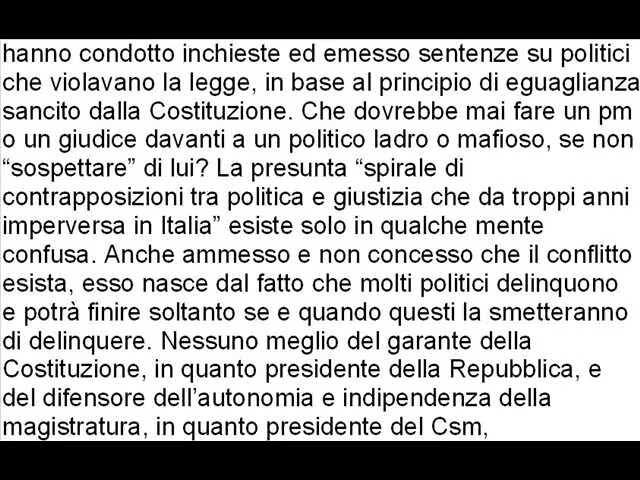 hanno condotto inchieste ed emesso sentenze su politici
che violavano la legge, in base al principio di eguaglianza
sancito dalla Costituzione. Che dovrebbe mai fare un pm
o un giudice davanti a un politico ladro o mafioso, se non
“sospettare” di lui? La presunta “spirale di
contrapposizioni tra politica e giustizia che da troppi anni
imperversa in Italia” esiste solo in qualche mente
confusa. Anche ammesso e non concesso che il conflitto
esista, esso nasce dal fatto che molti politici delinquono
e potrà finire soltanto se e quando questi la smetteranno
di delinquere. Nessuno meglio del garante della
Costituzione, in quanto presidente della Repubblica, e
del difensore dell’autonomia e indipendenza della
magistratura, in quanto presidente del Csm,